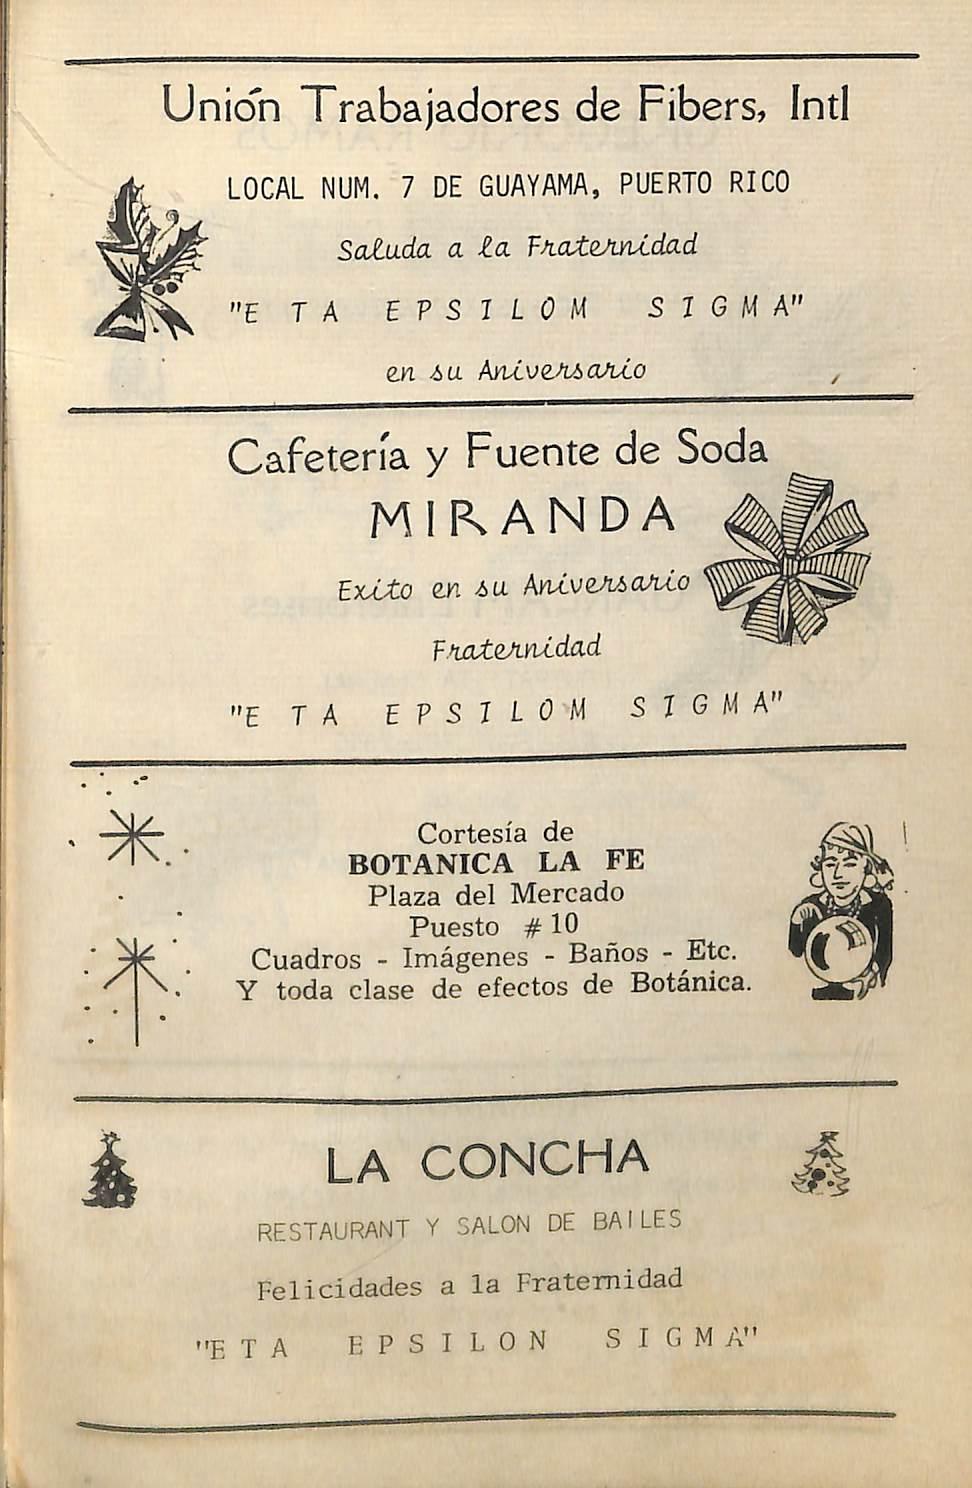 Unión Trabajadores de Fibers, Intl
LOCAL NUM. 7 DE GUAYAMA, PUERTO RICO
Saluda a la Fraternidad
"E T A E P S I L O M S I G M A"
en su Aniversario
Cafetería y Fuente de Soda
MIRANDA
Exito en su Aniversario
Fraternidad
"E T A E P S I L O M S I G M A"
Cortesía de
BOTANICA LA FE
Plaza del Mercado
Puesto # 10
Cuadros - Imágenes - Baños - Etc.
Y toda clase de efectos de Botánica.
LA CONCHA
RESTAURANT Y SALON DE BAILES
Felicidades a la Fraternidad
"E T A E P S I L O N S I G M A"